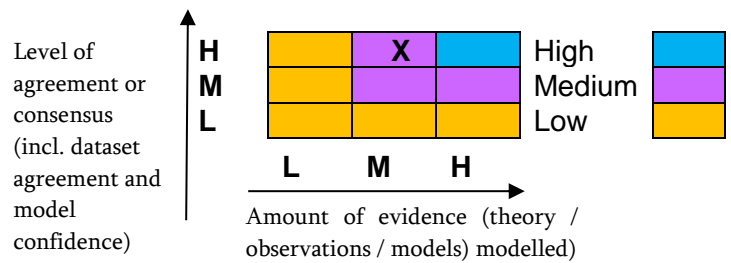 Level of
agreement or
consensus
(incl. dataset
agreement and
model
confidence)
H
M
L
X
High
Medium
Low
L M H
Amount of evidence (theory /
observations / models) modelled)